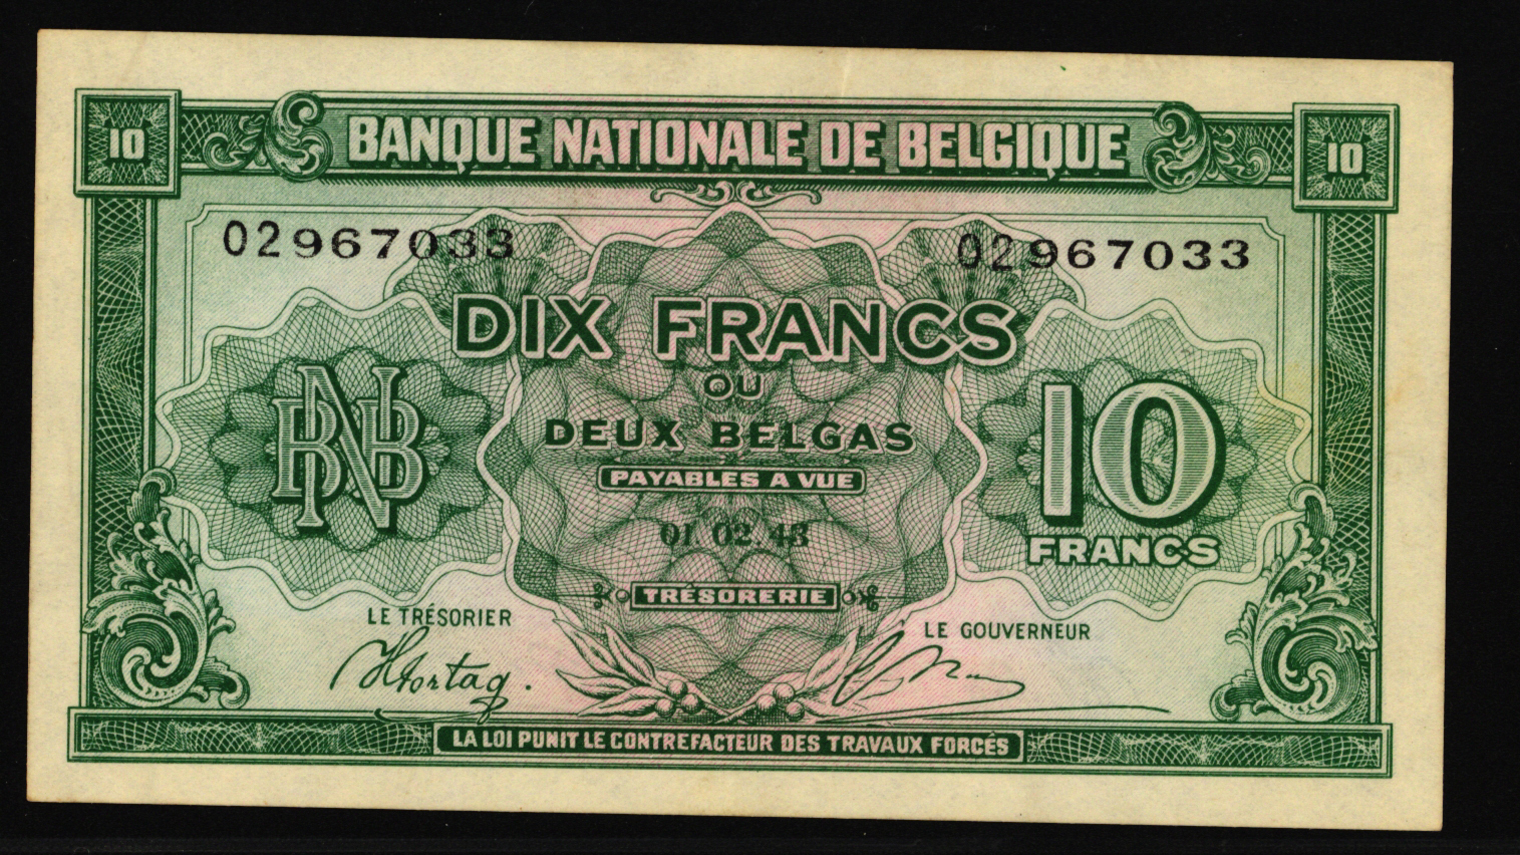 10 BANQUE NATIONALE DE BELGIQUE 10
02967033 02967033
DIX FRANCS
OU
DEUX BELGAS
PAYABLES A VUE
BNB
10
FRANCS
01.02.43
TRÉSORERIE
LE TRÉSORIER
LE GOUVERNEUR
LA LOI PUNIT LE CONTREFACTEUR DES TRAVAUX FORCÉS